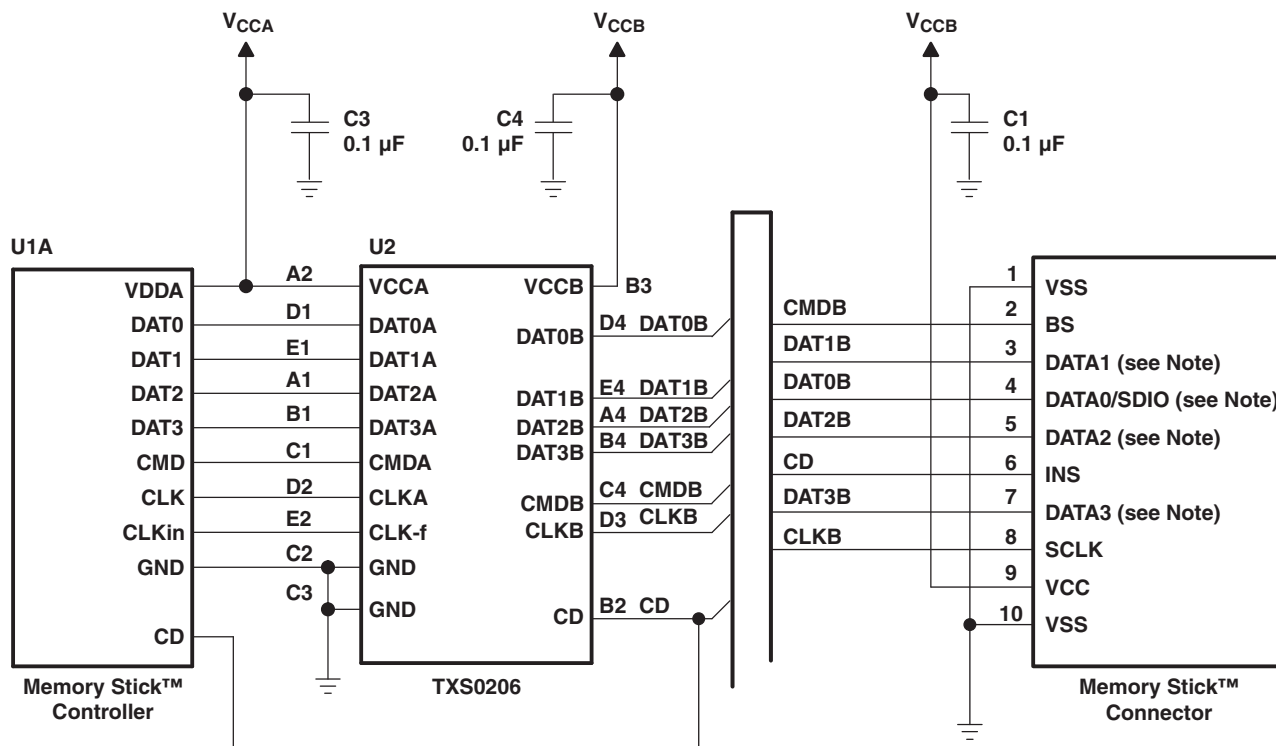 VCCA
VCCB
VCCB
C3
0.1 µF
C4
0.1 µF
C1
0.1 µF
U1A
U2
VDDA
DAT0
DAT1
DAT2
DAT3
CMD
CLK
CLKin
GND
CD
A2
D1
E1
A1
B1
C1
D2
E2
C2
C3
VCCA
DAT0A
DAT1A
DAT2A
DAT3A
CMDA
CLKA
CLK-f
GND
GND
VCCB
DAT0B
DAT1B
DAT2B
DAT3B
CMDB
CLKB
CD
B3
D4 DAT0B
E4 DAT1B
A4 DAT2B
B4 DAT3B
C4 CMDB
D3 CLKB
B2 CD
CMDB
DAT1B
DAT0B
DAT2B
CD
DAT3B
CLKB
1 VSS
2 BS
3 DATA1 (see Note)
4 DATA0/SDIO (see Note)
5 DATA2 (see Note)
6 INS
7 DATA3 (see Note)
8 SCLK
9 VCC
10 VSS
Memory Stick™
Controller
TXS0206
Memory Stick™
Connector